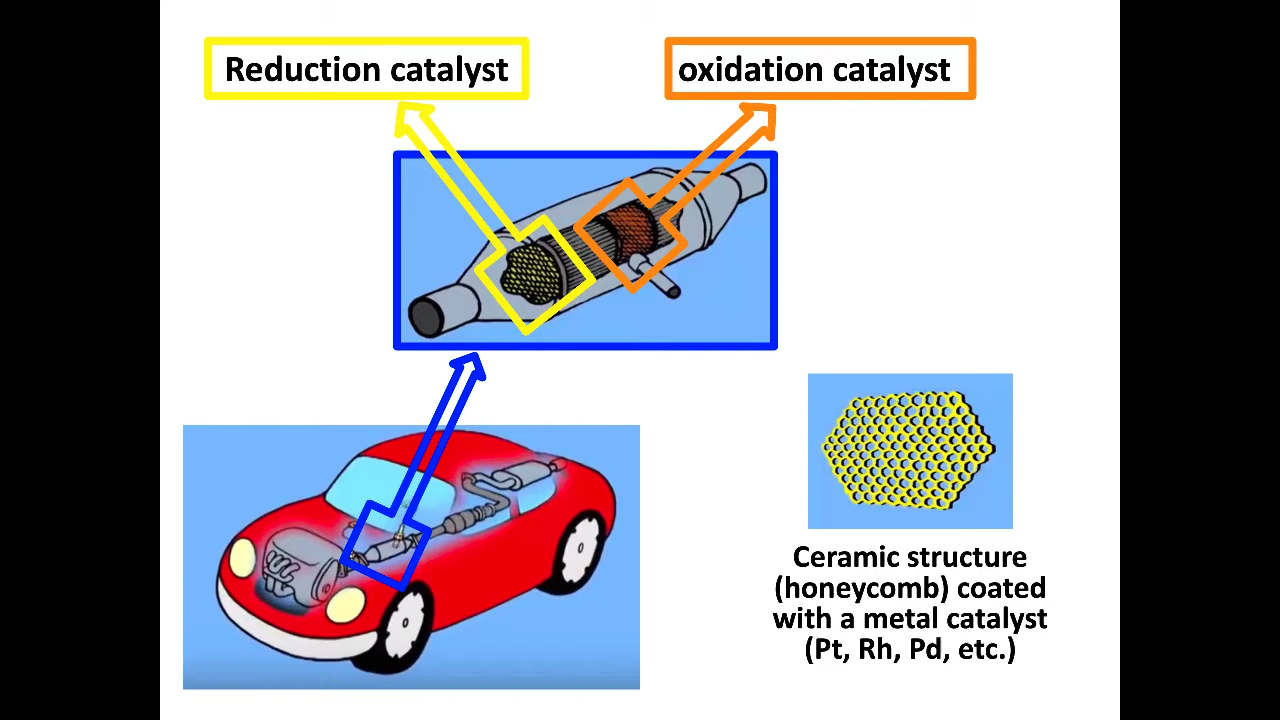 Reduction catalyst
oxidation catalyst
Ceramic structure
(honeycomb) coated
with a metal catalyst
(Pt, Rh, Pd, etc.)